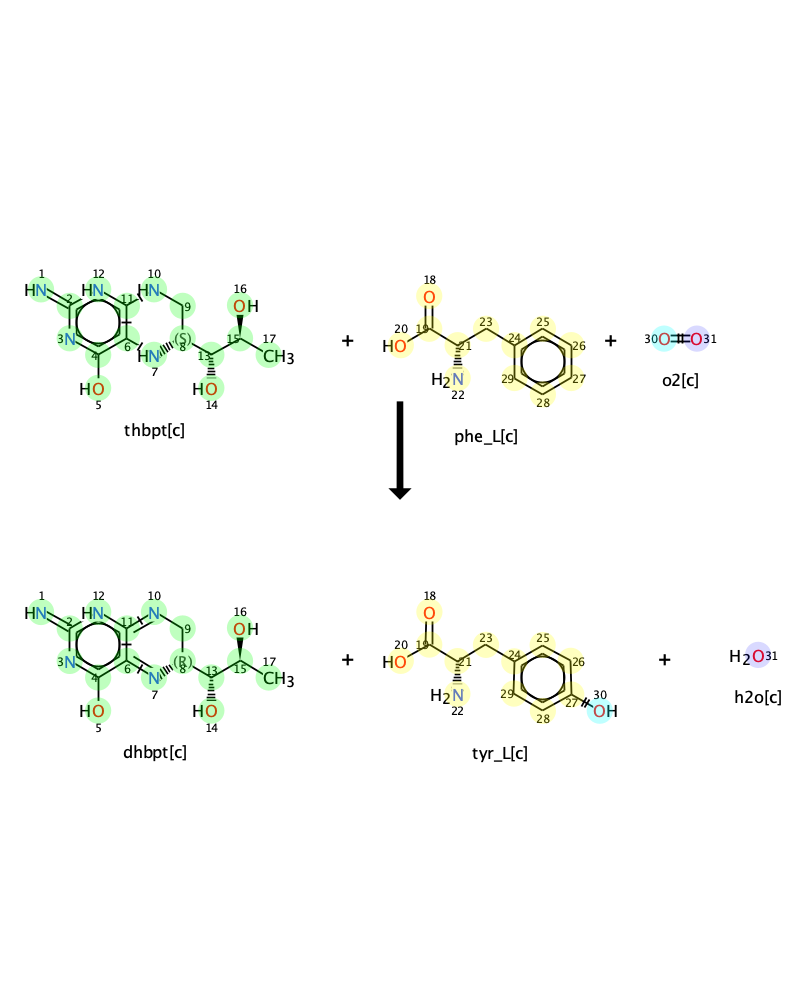 1 12 10 16
HN 2 HN 11 HN 9 OH
3N 4 6 HN 7 (S) 8 13 15 17 CH3
HO 5 HO 14
thbpt[c]
+
18 O
20 HO 19 21 23 24 25 26
H2N 22 29 28 27
phe_L[c]
+
30O O31
o2[c]
1 12 10 16
HN 2 HN 11 N 9 OH
3N 4 6 N 7 (R) 8 13 15 17 CH3
HO 5 HO 14
dhbpt[c]
+
18 O
20 HO 19 21 23 24 25 26
H2N 22 29 28 27 30 OH
tyr_L[c]
+
H2O31
h2o[c]